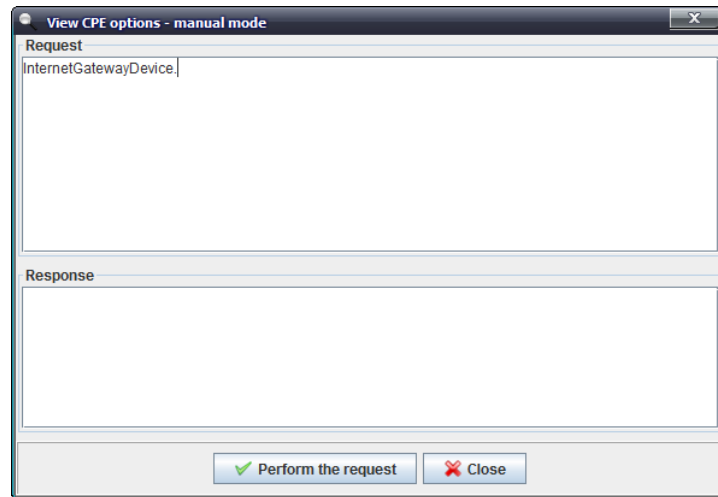 View CPE options - manual mode
Request
InternetGatewayDevice.
Response
Perform the request
Close